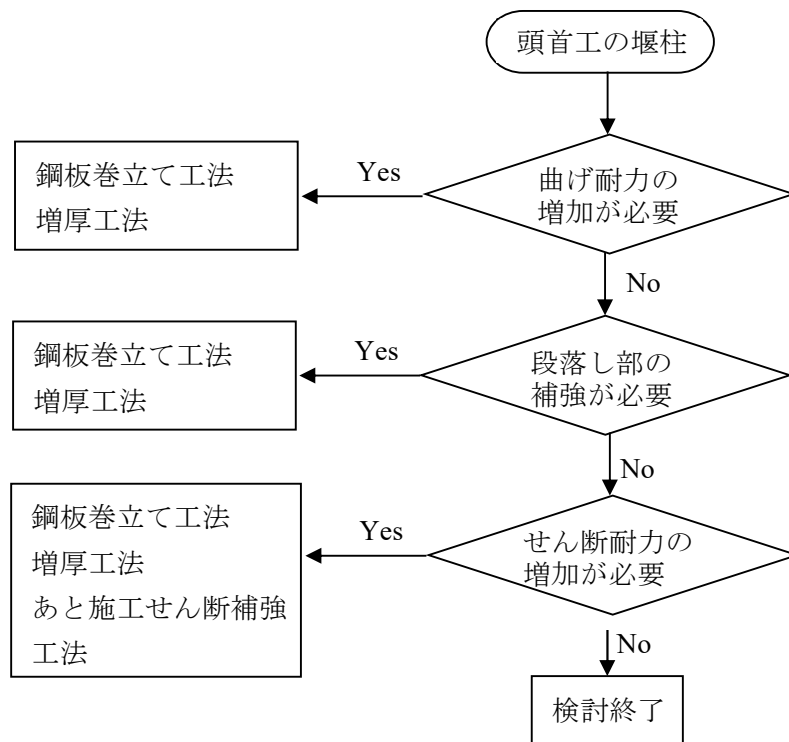 頭首工の堰柱
曲げ耐力の
増加が必要
Yes
鋼板巻立て工法
増厚工法
No
段落し部の
補強が必要
Yes
鋼板巻立て工法
増厚工法
No
せん断耐力の
増加が必要
Yes
鋼板巻立て工法
増厚工法
あと施工せん断補強
工法
No
検討終了